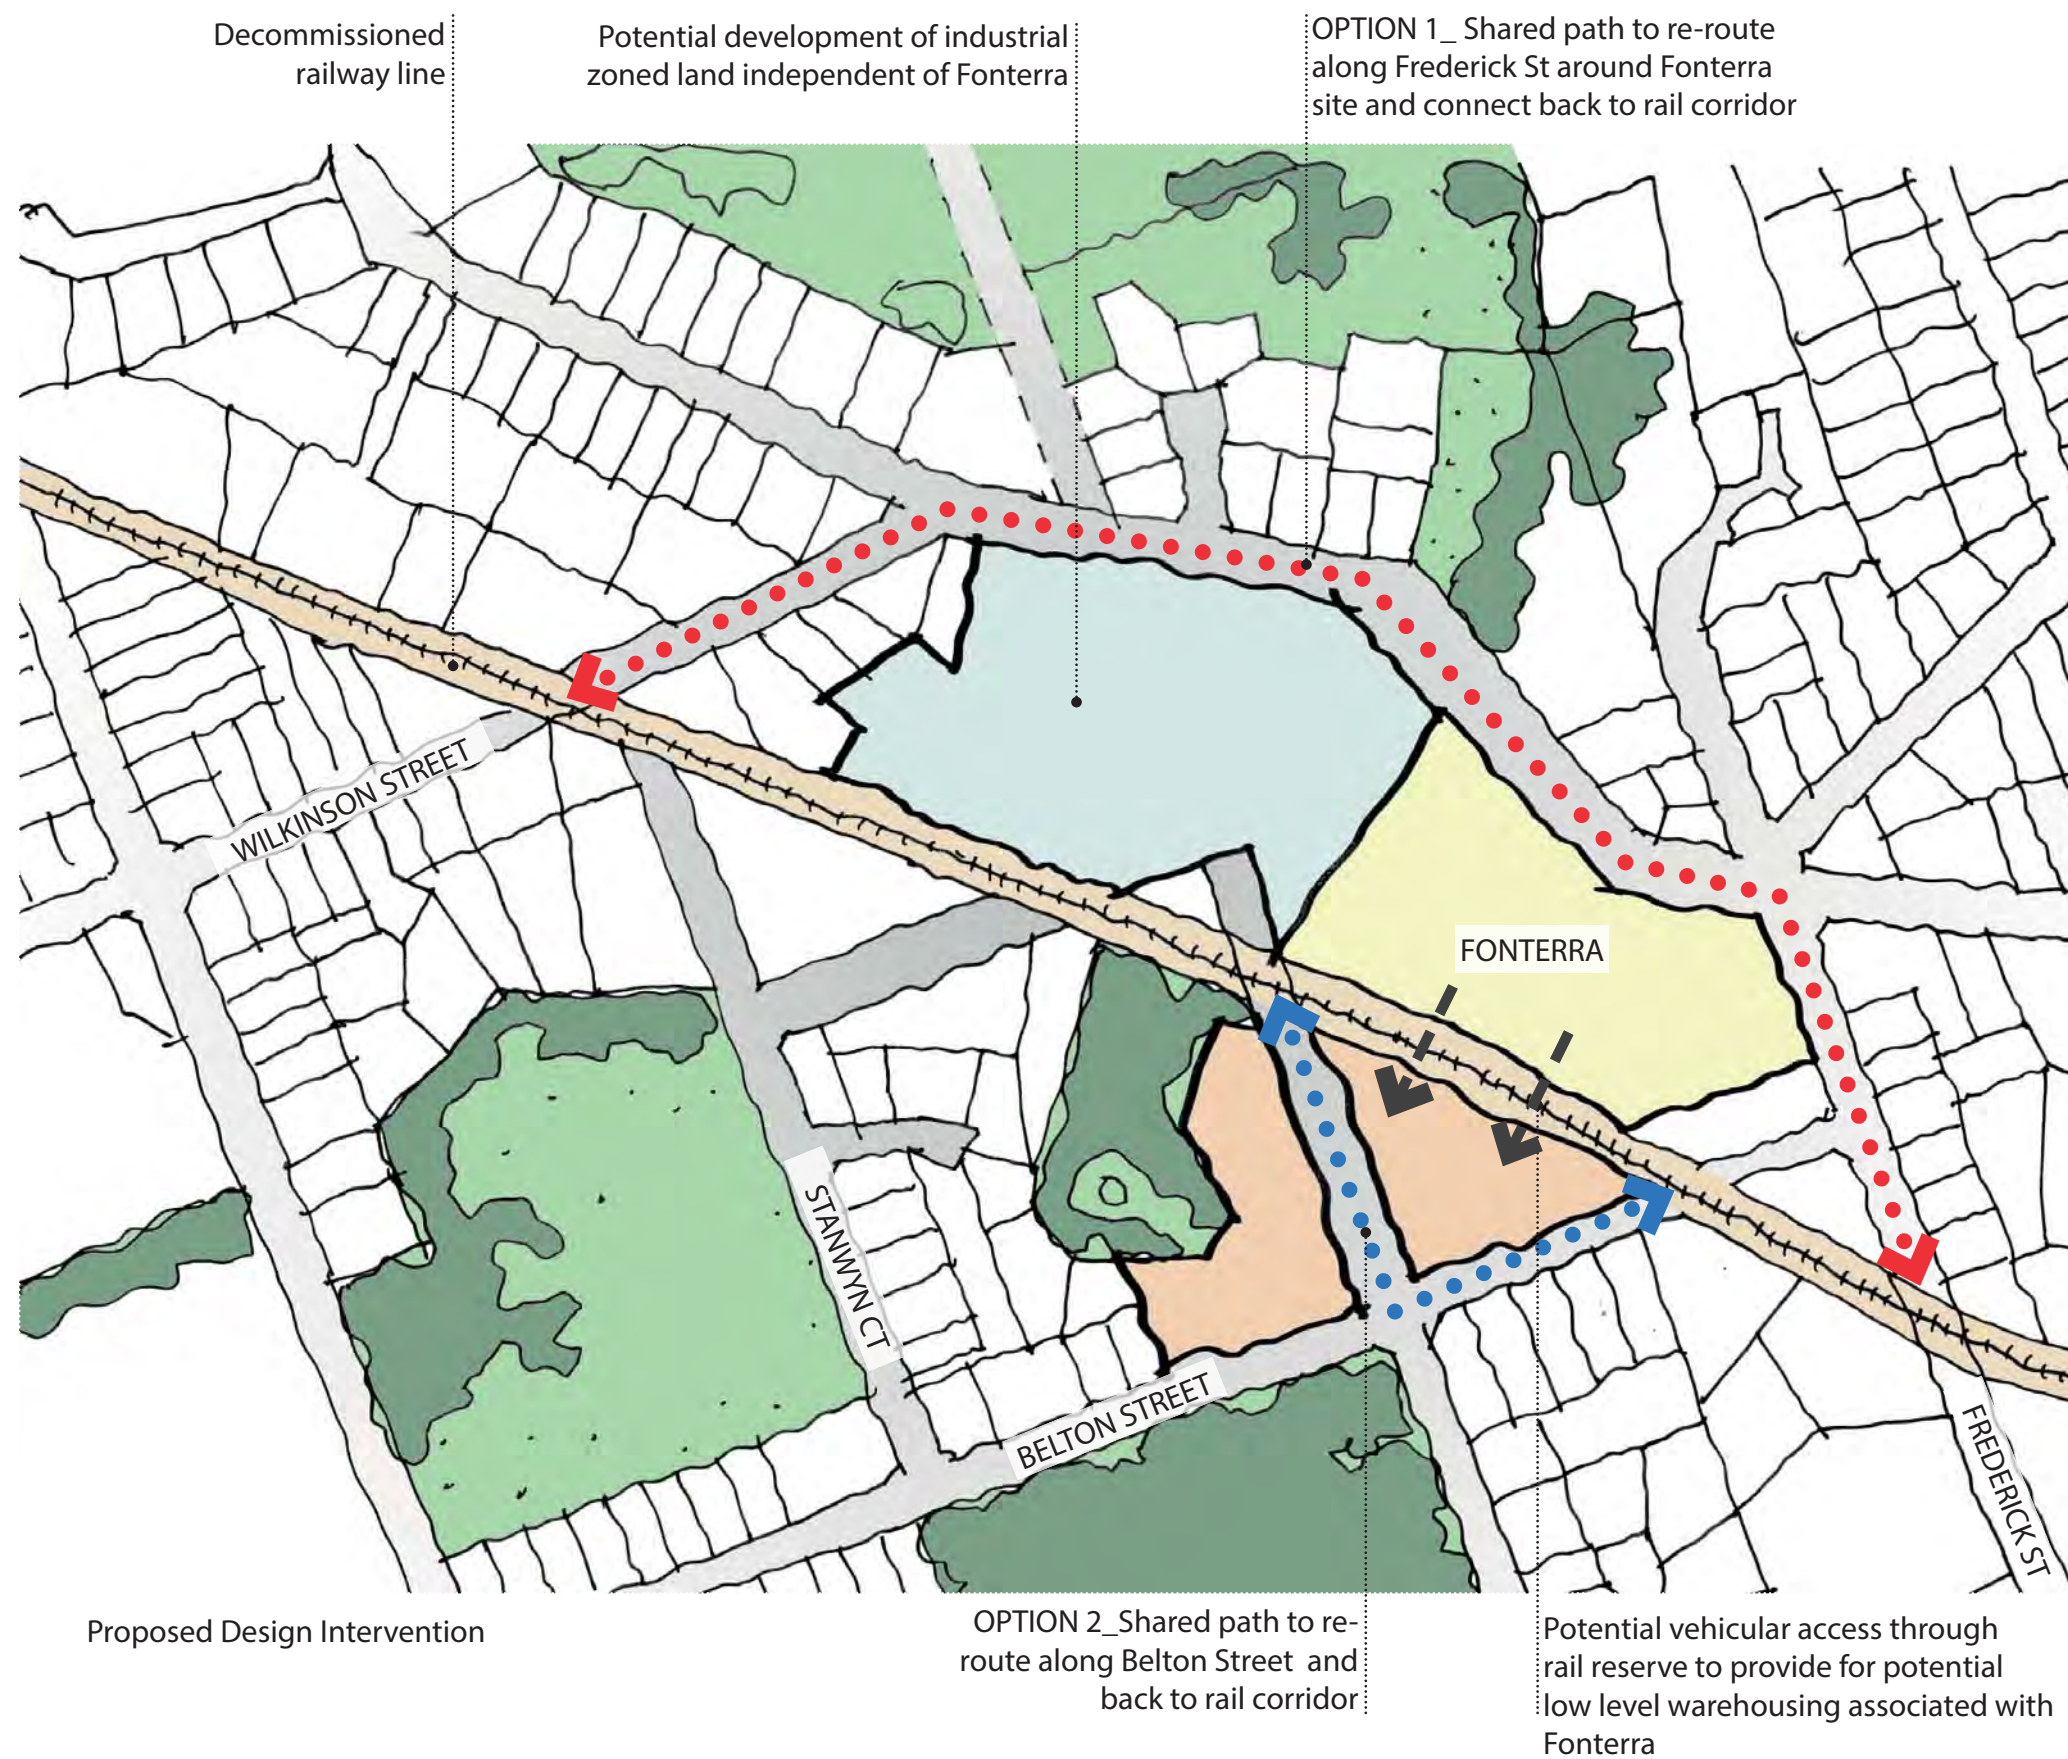 Decommissioned
railway line
Potential development of industrial
zoned land independent of Fonterra
OPTION 1_ Shared path to re-route
along Frederick St around Fonterra
site and connect back to rail corridor
WILKINSON STREET
FONTERRA
STANWYN CT
BELTON STREET
FREDERICK ST
Proposed Design Intervention
OPTION 2_Shared path to re-
route along Belton Street and
back to rail corridor
Potential vehicular access through
rail reserve to provide for potential
low level warehousing associated with
Fonterra